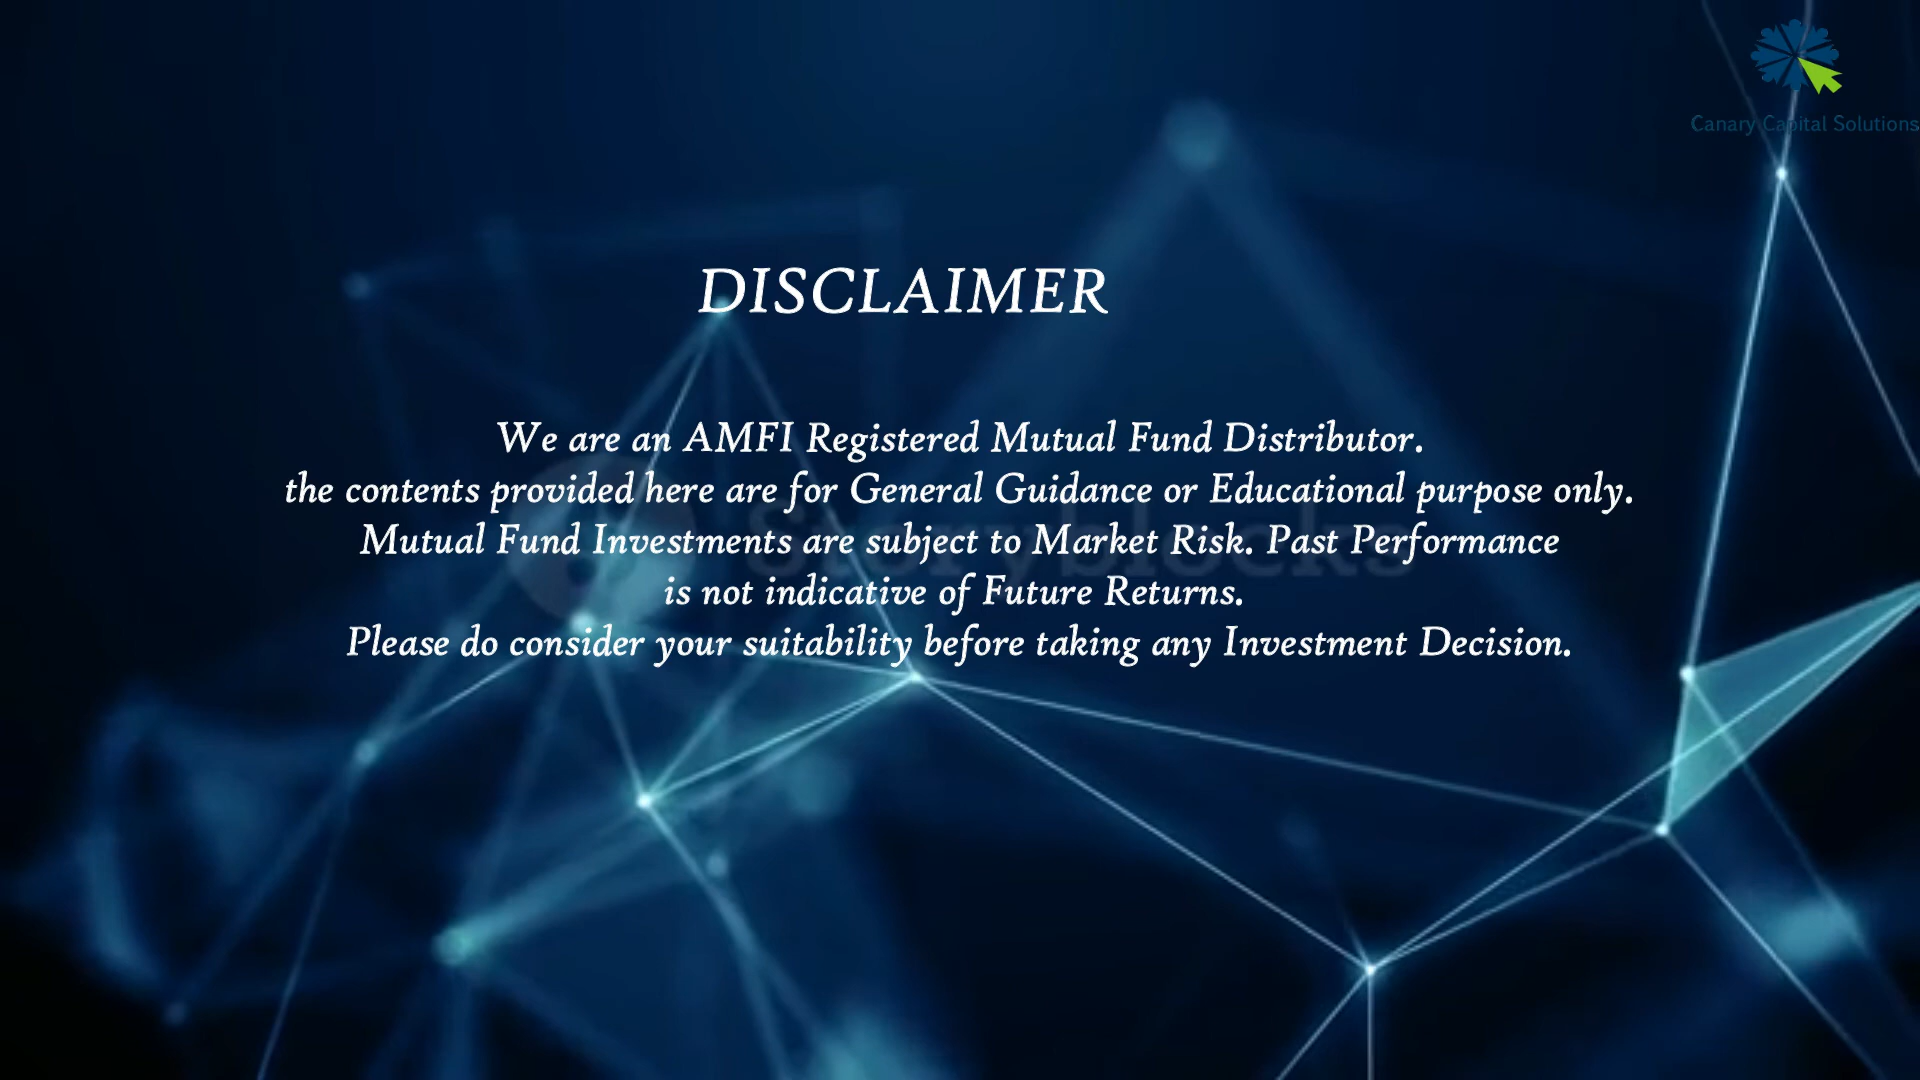 Canary Capital Solutions
DISCLAIMER
We are an AMFI Registered Mutual Fund Distributor.
the contents provided here are for General Guidance or Educational purpose only.
Storyblocks
Mutual Fund Investments are subject to Market Risk. Past Performance
is not indicative of Future Returns.
Please do consider your suitability before taking any Investment Decision.